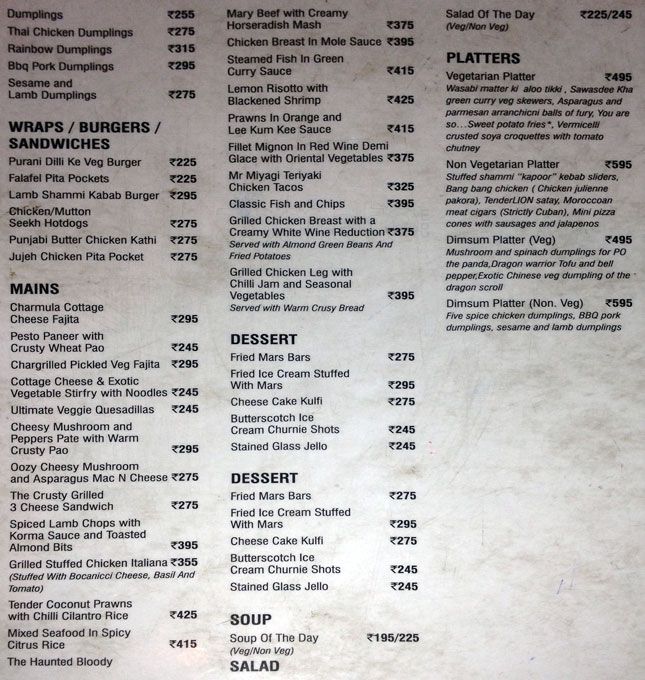 Dumplings ₹255
Thai Chicken Dumplings ₹275
Rainbow Dumplings ₹315
Bbq Pork Dumplings ₹295
Sesame and
Lamb Dumplings ₹275
WRAPS / BURGERS /
SANDWICHES
Purani Dilli Ke Veg Burger ₹225
Falafel Pita Pockets ₹225
Lamb Shammi Kabab Burger ₹295
Chicken/Mutton
Seekh Hotdogs ₹275
Punjabi Butter Chicken Kathi ₹275
Jujeh Chicken Pita Pocket ₹275
MAINS
Charmula Cottage
Cheese Fajita ₹295
Pesto Paneer with
Crusty Wheat Pao ₹245
Chargrilled Pickled Veg Fajita ₹295
Cottage Cheese & Exotic
Vegetable Stirfry with Noodles ₹245
Ultimate Veggie Quesadillas ₹245
Cheesy Mushroom and
Peppers Pate with Warm
Crusty Pao ₹295
Oozy Cheesy Mushroom
and Asparagus Mac N Cheese ₹275
The Crusty Grilled
3 Cheese Sandwich ₹275
Spiced Lamb Chops with
Korma Sauce and Toasted
Almond Bits ₹395
Grilled Stuffed Chicken Italiana ₹355
(Stuffed With Bocanicci Cheese, Basil And
Tomato)
Tender Coconut Prawns
with Chilli Cilantro Rice ₹425
Mixed Seafood In Spicy
Citrus Rice ₹415
The Haunted Bloody
Mary Beef with Creamy
Horseradish Mash ₹375
Chicken Breast In Mole Sauce ₹395
Steamed Fish In Green
Curry Sauce ₹415
Lemon Risotto with
Blackened Shrimp ₹425
Prawns In Orange and
Lee Kum Kee Sauce ₹415
Fillet Mignon In Red Wine Demi
Glace with Oriental Vegetables ₹375
Mr Miyagi Teriyaki
Chicken Tacos ₹325
Classic Fish and Chips ₹395
Grilled Chicken Breast with a
Creamy White Wine Reduction ₹375
Served with Almond Green Beans And
Fried Potatoes
Grilled Chicken Leg with
Chilli Jam and Seasonal
Vegetables ₹395
Served with Warm Crusy Bread
DESSERT
Fried Mars Bars ₹275
Fried Ice Cream Stuffed
With Mars ₹295
Cheese Cake Kulfi ₹275
Butterscotch Ice
Cream Churnie Shots ₹245
Stained Glass Jello ₹245
DESSERT
Fried Mars Bars ₹275
Fried Ice Cream Stuffed
With Mars ₹295
Cheese Cake Kulfi ₹275
Butterscotch Ice
Cream Churnie Shots ₹245
Stained Glass Jello ₹245
SOUP
Soup Of The Day ₹195/225
(Veg/Non Veg)
SALAD
Salad Of The Day ₹225/245
(Veg/Non Veg)
PLATTERS
Vegetarian Platter ₹495
Wasabi matter ki aloo tikki , Sawasdee Kha
green curry veg skewers, Asparagus and
parmesan arranchicni balls of fury, You are
so...Sweet potato fries*, Vermicelli
crusted soya croquettes with tomato
chutney
Non Vegetarian Platter ₹595
Stuffed shammi "kapoor" kebab sliders,
Bang bang chicken ( Chicken julienne
pakora), TenderLION satay, Moroccoan
meat cigars (Strictly Cuban), Mini pizza
cones with sausages and jalapenos
Dimsum Platter (Veg) ₹495
Mushroom and spinach dumplings for PO
the panda,Dragon warrior Tofu and bell
pepper,Exotic Chinese veg dumpling of the
dragon scroll
Dimsum Platter (Non. Veg) ₹595
Five spice chicken dumplings, BBQ pork
dumplings, sesame and lamb dumplings